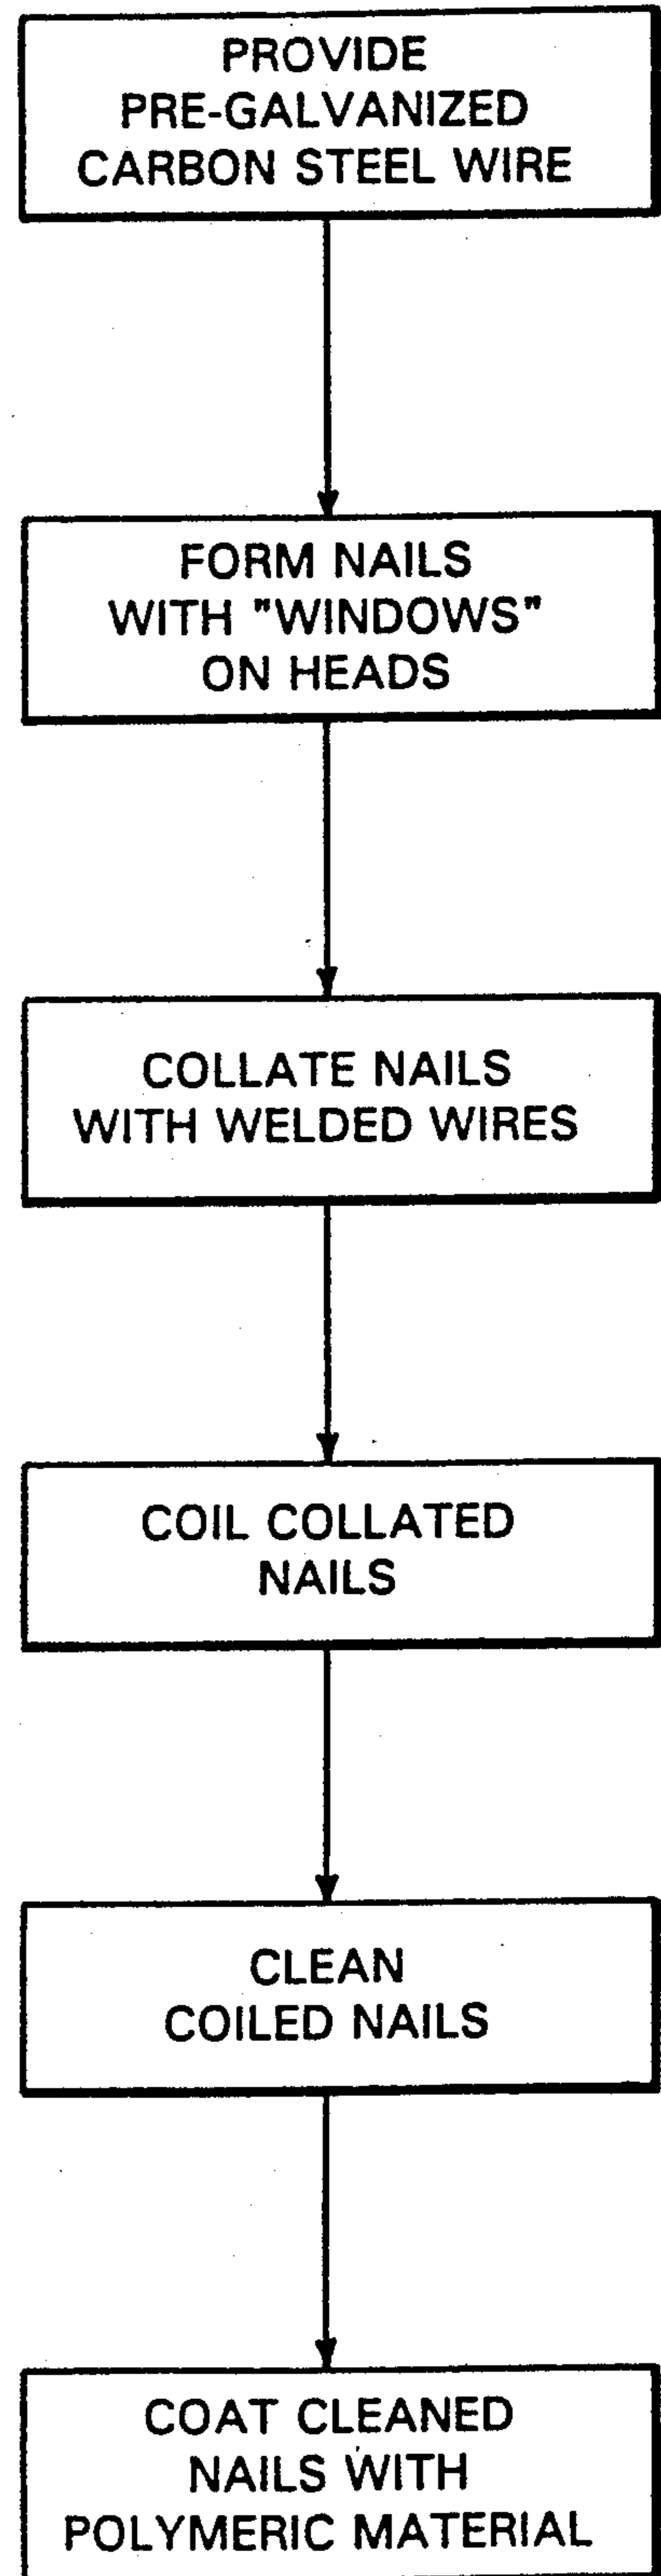 PROVIDE
PRE-GALVANIZED
CARBON STEEL WIRE
FORM NAILS
WITH "WINDOWS"
ON HEADS
COLLATE NAILS
WITH WELDED WIRES
COIL COLLATED
NAILS
CLEAN
COILED NAILS
COAT CLEANED
NAILS WITH
POLYMERIC MATERIAL